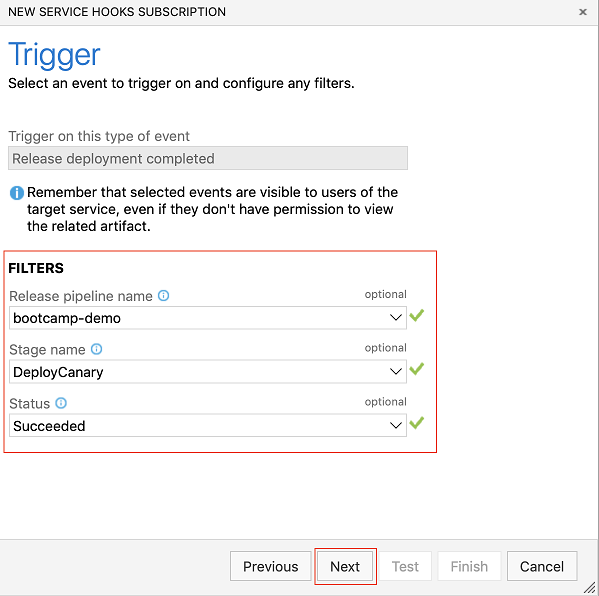 NEW SERVICE HOOKS SUBSCRIPTION
Trigger
Select an event to trigger on and configure any filters.
Trigger on this type of event
Release deployment completed
Remember that selected events are visible to users of the
target service, even if they don't have permission to view
the related artifact.
FILTERS
Release pipeline name optional
bootcamp-demo
Stage name optional
DeployCanary
Status optional
Succeeded
Previous Next Test Finish Cancel